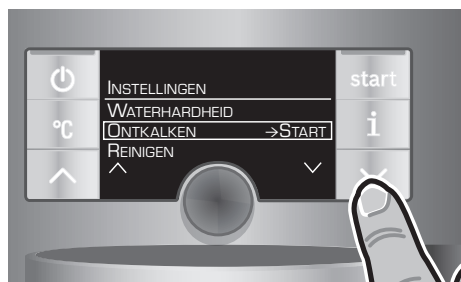 start
INSTELLINGEN
WATERHARDHEID
°C
ONTKALKEN →START
i
REINIGEN